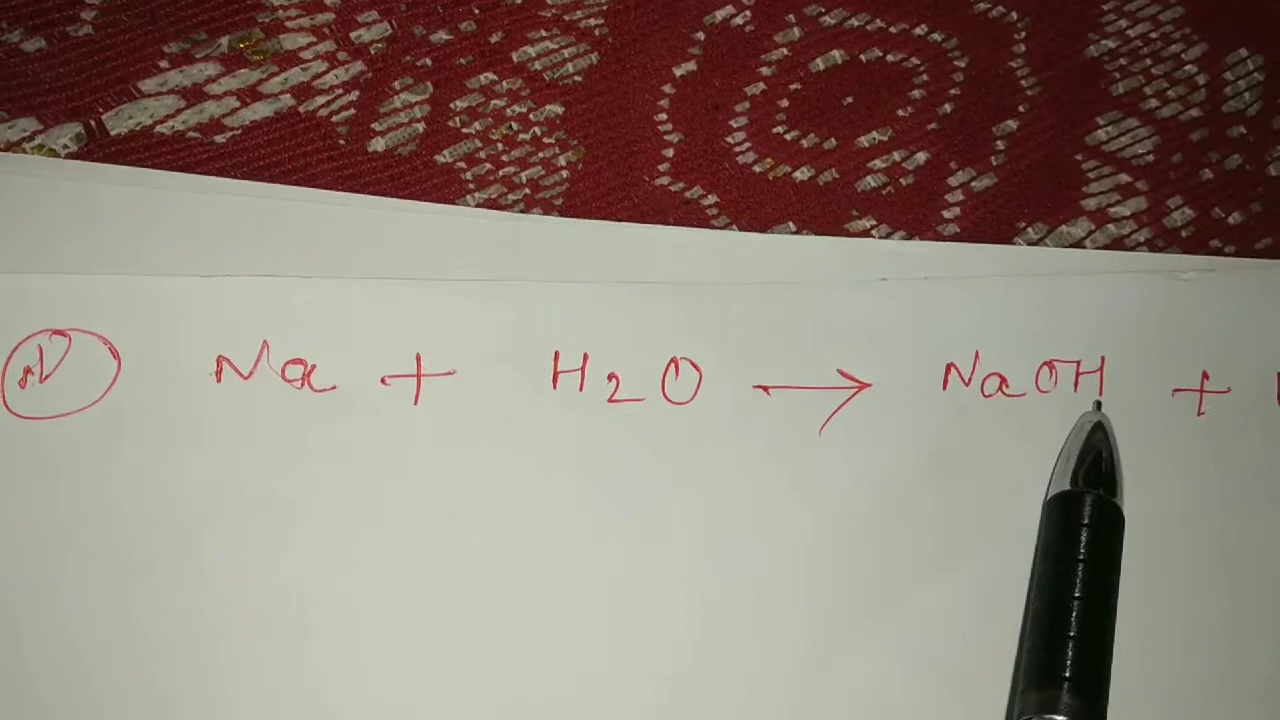 Na + H2O → NaOH +